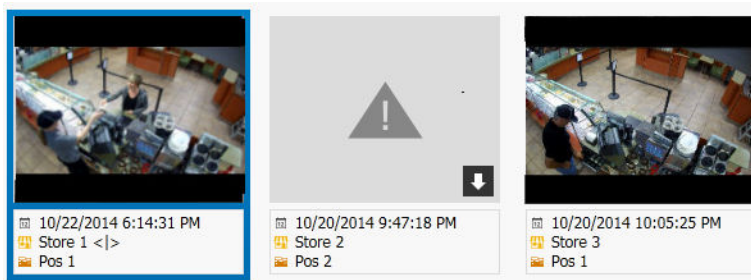 10/22/2014 6:14:31 PM
Store 1 <|>
Pos 1
10/20/2014 9:47:18 PM
Store 2
Pos 2
10/20/2014 10:05:25 PM
Store 3
Pos 1